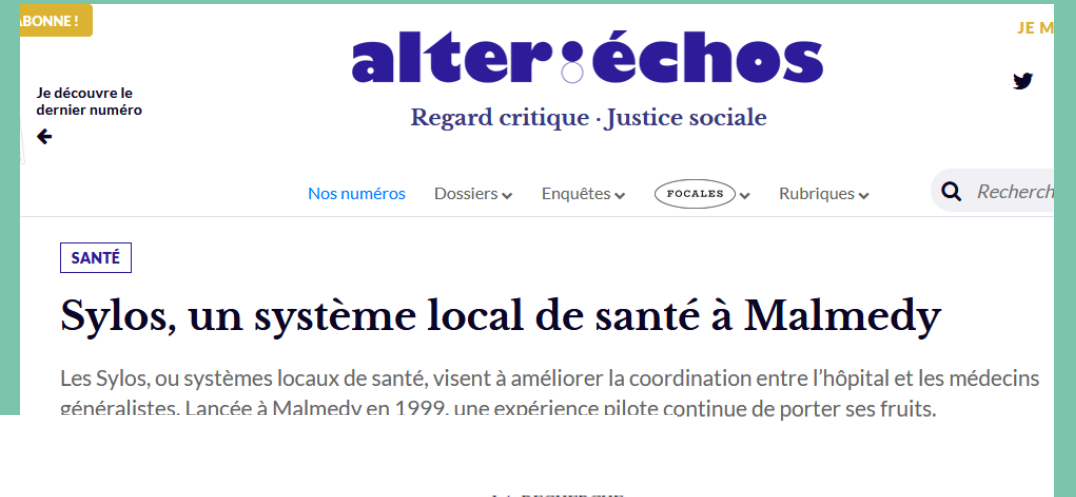 ABONNE !
JE M
alter:échos
Je découvre le
dernier numéro
Regard critique · Justice sociale
Nos numéros Dossiers Enquêtes FOCALES Rubriques Recherch
SANTÉ
Sylos, un système local de santé à Malmedy
Les Sylos, ou systèmes locaux de santé, visent à améliorer la coordination entre l’hôpital et les médecins
généralistes. Lancée à Malmedy en 1999, une expérience pilote continue de porter ses fruits.
LA RECHERCHE